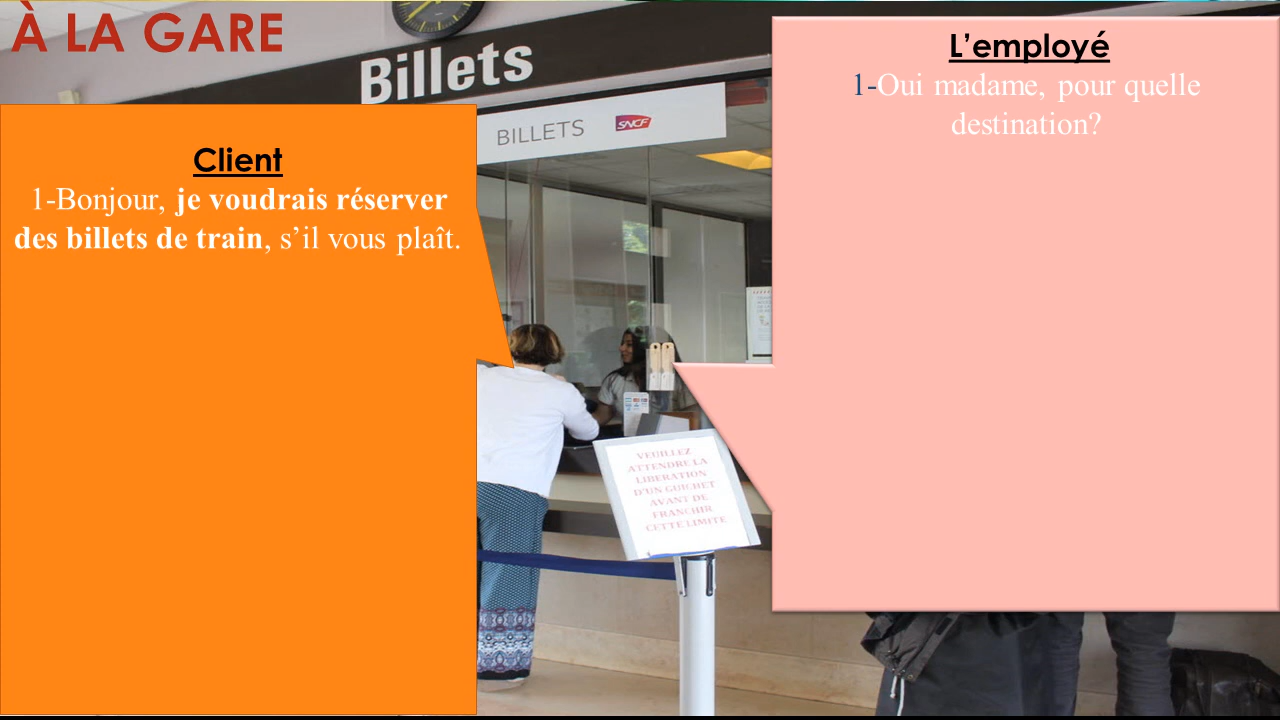 À LA GARE
Billets
BILLETS SNCF
Client
1-Bonjour, je voudrais réserver
des billets de train, s’il vous plaît.
L’employé
1-Oui madame, pour quelle
destination?
VEUILLEZ
ATTENDRE LA
LIBERATION
D'UN GUICHET
AVANT DE
FRANCHIR
CETTE LIMITE